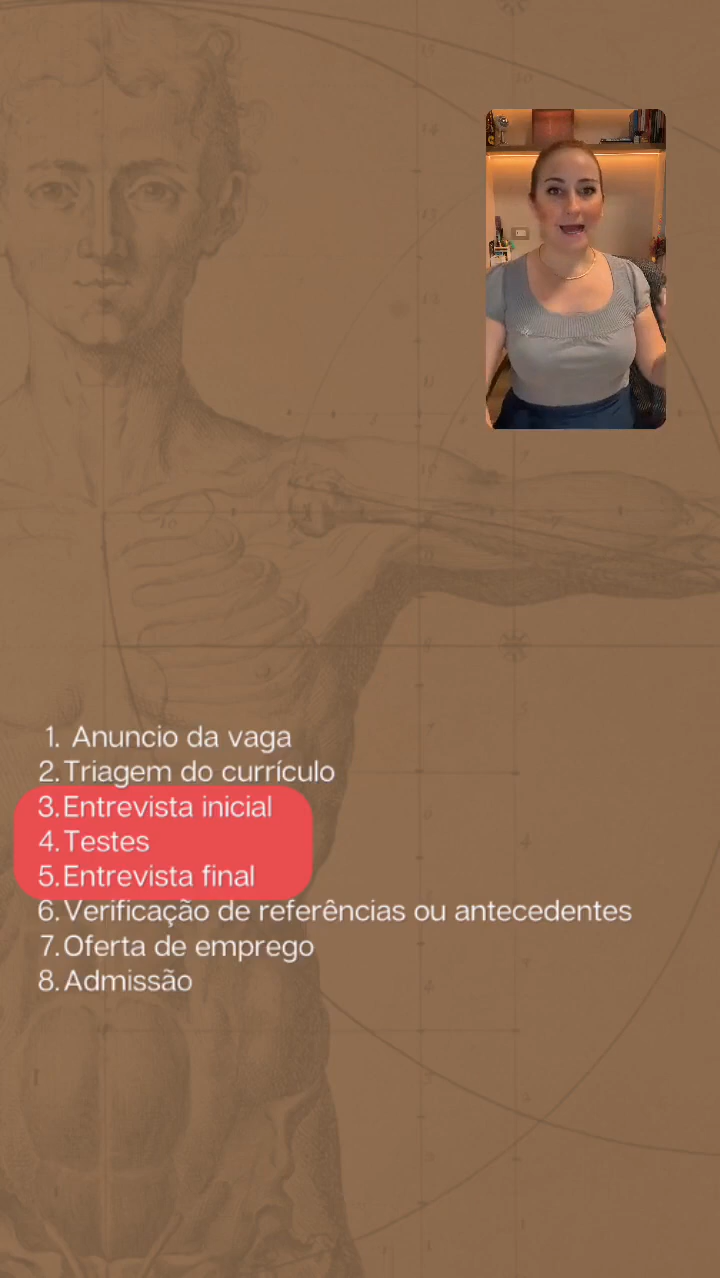 1. Anuncio da vaga
2. Triagem do currículo
3. Entrevista inicial
4. Testes
5. Entrevista final
6. Verificação de referências ou antecedentes
7. Oferta de emprego
8. Admissão